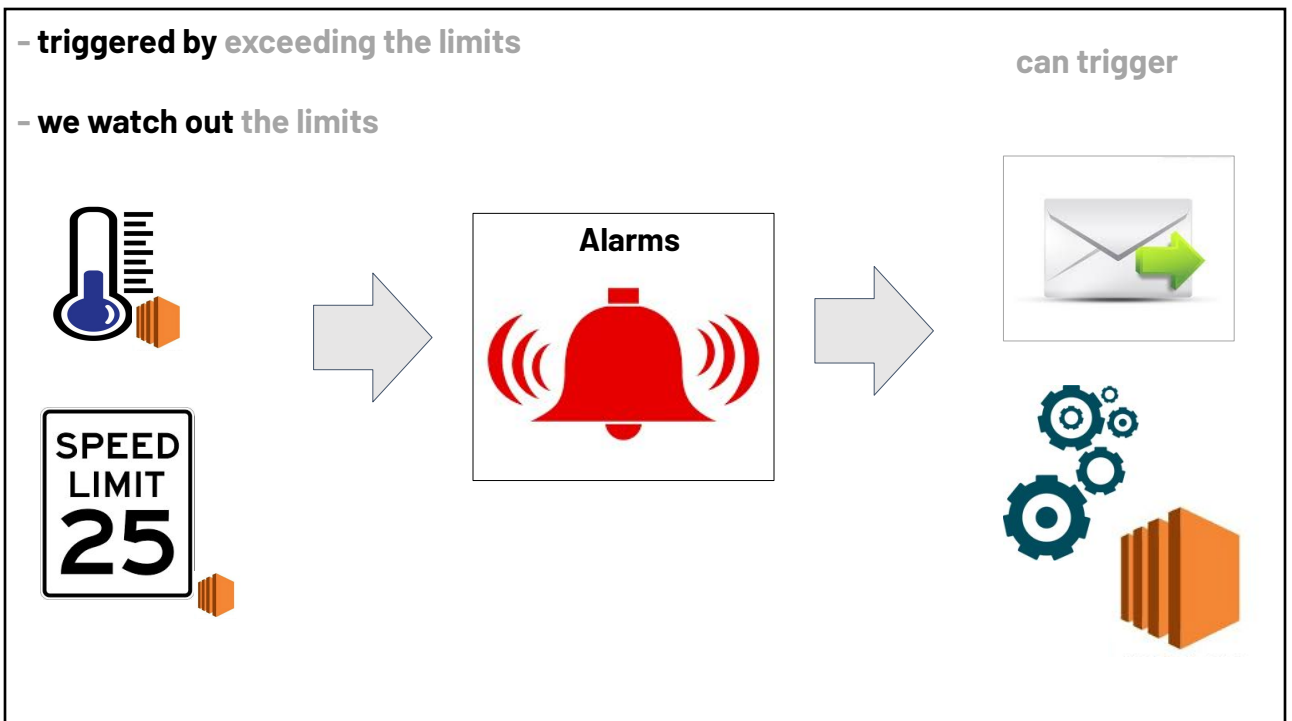 - triggered by exceeding the limits
can trigger
- we watch out the limits
Alarms
SPEED
LIMIT
25